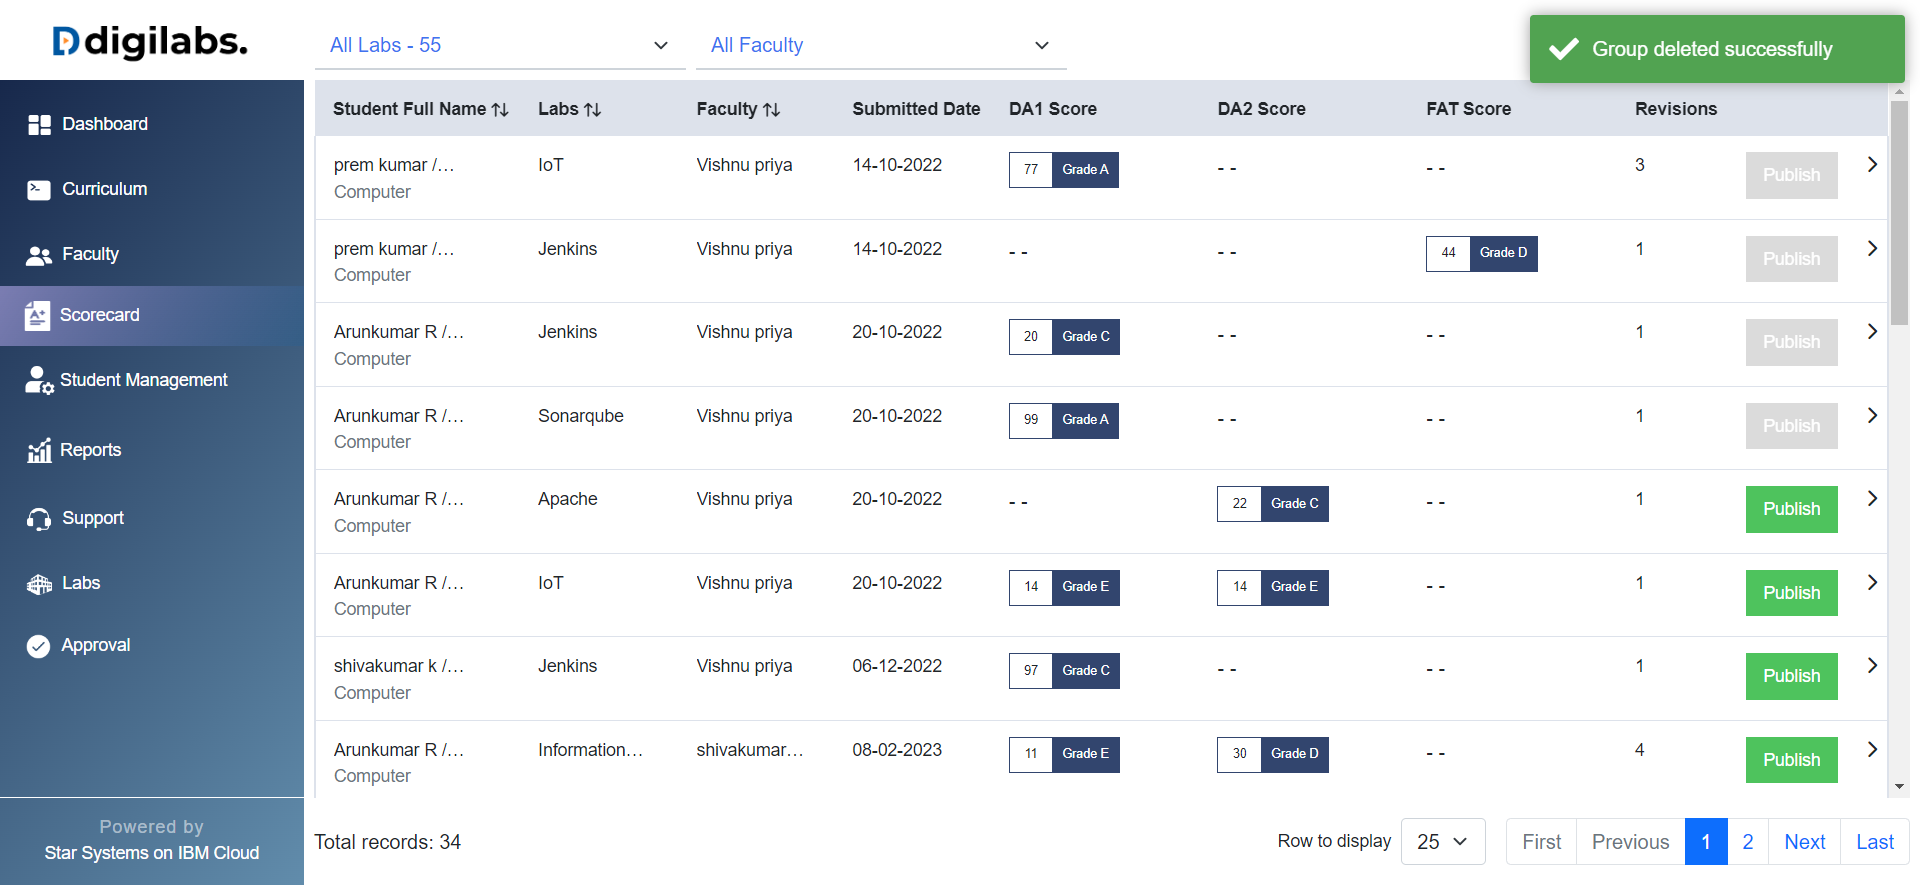 digilabs.
All Labs - 55
All Faculty
Group deleted successfully
Dashboard
Curriculum
Faculty
Scorecard
Student Management
Reports
Support
Labs
Approval
Powered by
Star Systems on IBM Cloud
Student Full Name Labs Faculty Submitted Date DA1 Score DA2 Score FAT Score Revisions
prem kumar /... IoT Vishnu priya 14-10-2022 77 Grade A - - - - 3 Publish
Computer
prem kumar /... Jenkins Vishnu priya 14-10-2022 - - - - 44 Grade D 1 Publish
Computer
Arunkumar R /... Jenkins Vishnu priya 20-10-2022 20 Grade C - - - - 1 Publish
Computer
Arunkumar R /... Sonarqube Vishnu priya 20-10-2022 99 Grade A - - - - 1 Publish
Computer
Arunkumar R /... Apache Vishnu priya 20-10-2022 - - 22 Grade C - - 1 Publish
Computer
Arunkumar R /... IoT Vishnu priya 20-10-2022 14 Grade E 14 Grade E - - 1 Publish
Computer
shivakumar k /... Jenkins Vishnu priya 06-12-2022 97 Grade C - - - - 1 Publish
Computer
Arunkumar R /... Information... shivakumar... 08-02-2023 11 Grade E 30 Grade D - - 4 Publish
Computer
Total records: 34
Row to display 25 First Previous 1 2 Next Last